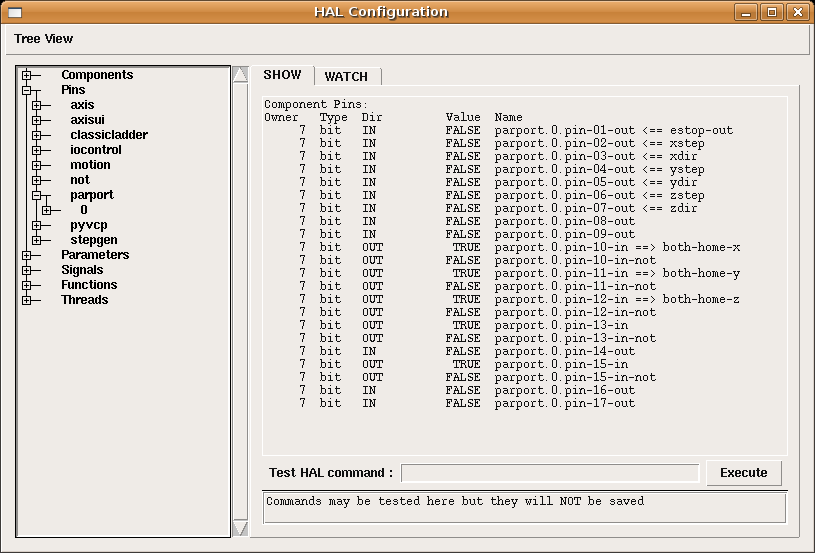 HAL Configuration
Tree View
Components
Pins
axis
axisui
classicladder
iocontrol
motion
not
parport
0
pyvcp
stepgen
Parameters
Signals
Functions
Threads
SHOW WATCH
Component Pins:
Owner Type Dir Value Name
7 bit IN FALSE parport.0.pin-01-out <== estop-out
7 bit IN FALSE parport.0.pin-02-out <== xstep
7 bit IN FALSE parport.0.pin-03-out <== xdir
7 bit IN FALSE parport.0.pin-04-out <== ystep
7 bit IN FALSE parport.0.pin-05-out <== ydir
7 bit IN FALSE parport.0.pin-06-out <== zstep
7 bit IN FALSE parport.0.pin-07-out <== zdir
7 bit IN FALSE parport.0.pin-08-out
7 bit IN FALSE parport.0.pin-09-out
7 bit OUT TRUE parport.0.pin-10-in ==> both-home-x
7 bit OUT FALSE parport.0.pin-10-in-not
7 bit OUT TRUE parport.0.pin-11-in ==> both-home-y
7 bit OUT FALSE parport.0.pin-11-in-not
7 bit OUT TRUE parport.0.pin-12-in ==> both-home-z
7 bit OUT FALSE parport.0.pin-12-in-not
7 bit OUT TRUE parport.0.pin-13-in
7 bit OUT FALSE parport.0.pin-13-in-not
7 bit IN FALSE parport.0.pin-14-out
7 bit OUT TRUE parport.0.pin-15-in
7 bit OUT FALSE parport.0.pin-15-in-not
7 bit IN FALSE parport.0.pin-16-out
7 bit IN FALSE parport.0.pin-17-out
Test HAL command : Execute
Commands may be tested here but they will NOT be saved